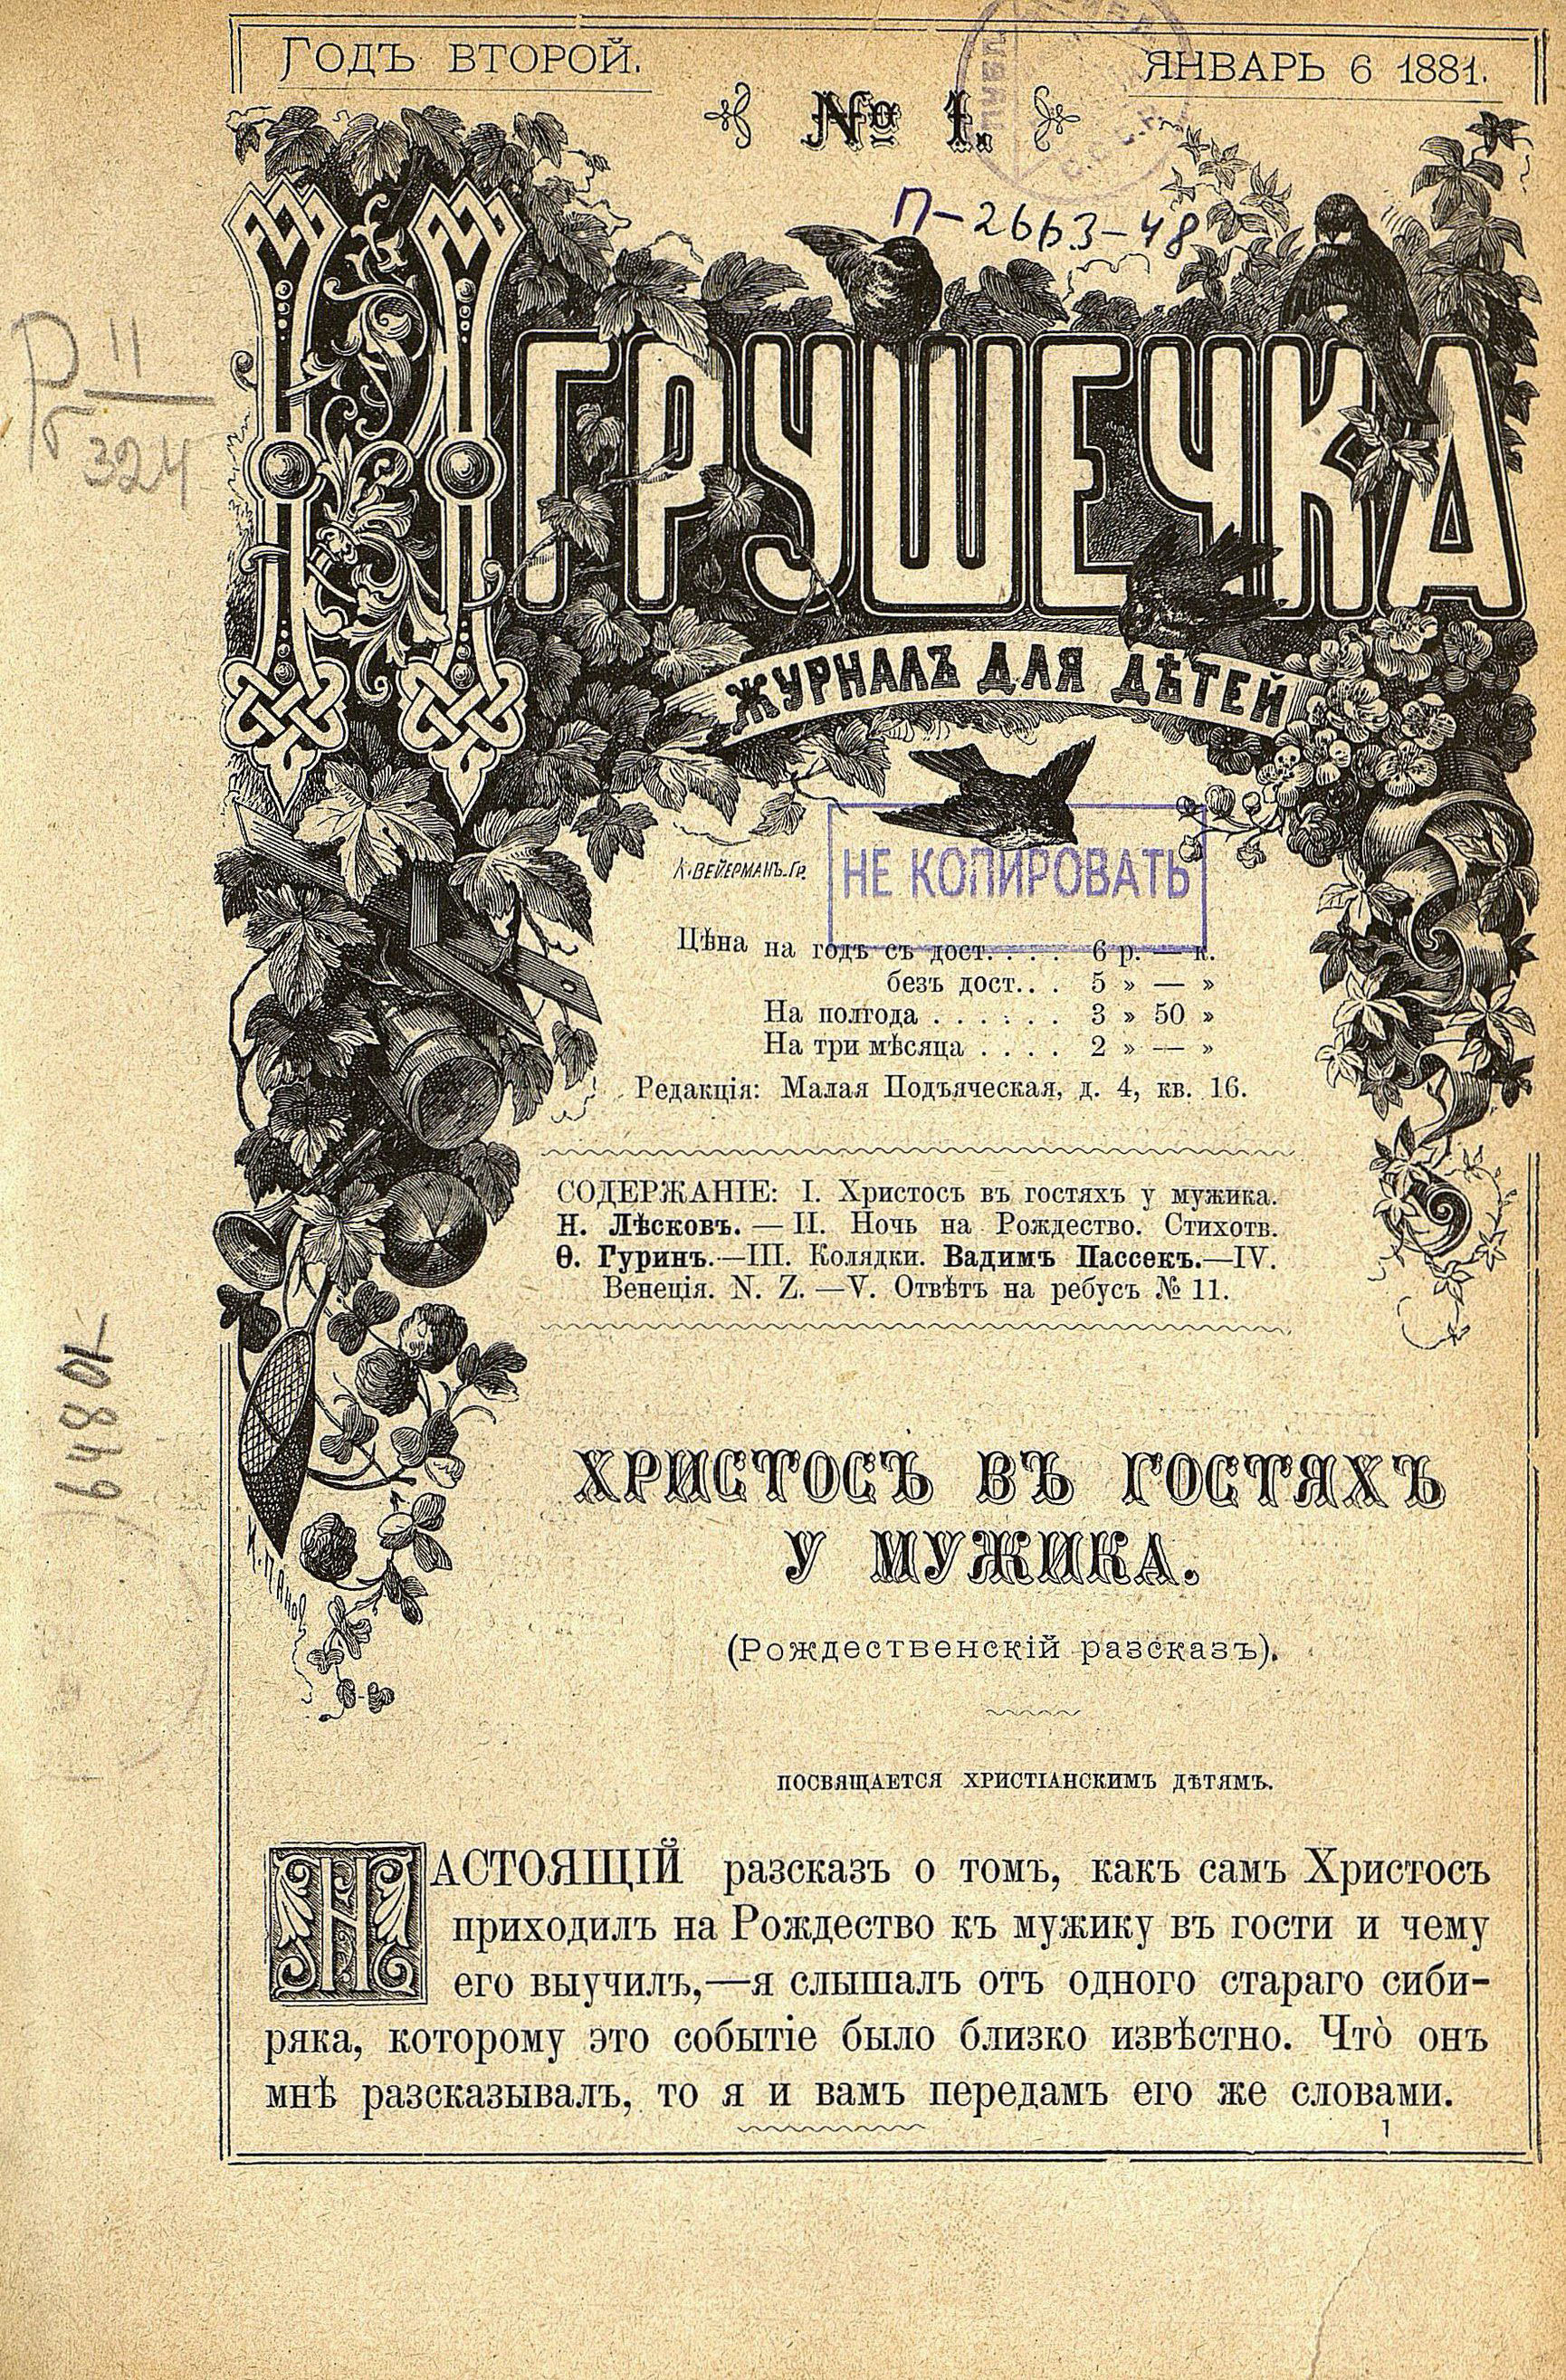 Годъ второй.
Январь 6 1881.
№ 1.
П-2663-48
ИГРУШЕЧКА
ЖУРНАЛЪ ДЛЯ ДѢТЕЙ
11
324
К. ВЕЙЕРМАНЪ. ГР.
НЕ КОПИРОВАТЬ
Цѣна на годъ съ дост. . . . 6 р. — к.
безъ дост. . . 5 » — »
На полгода . . . . . . 3 » 50 »
На три мѣсяца . . . . 2 » — »
Редакція: Малая Подъяческая, д. 4, кв. 16.
СОДЕРЖАНІЕ: I. Христосъ въ гостяхъ у мужика.
Н. Лѣсковъ. — II. Ночь на Рождество. Стихотв.
Ѳ. Гуринъ. — III. Колядки. Вадимъ Пассекъ. — IV.
Венеція. N. Z. — V. Отвѣтъ на ребусъ № 11.
ХРИСТОСЪ ВЪ ГОСТЯХЪ
У МУЖИКА.
(Рождественскій разсказъ).
ПОСВЯЩАЕТСЯ ХРИСТІАНСКИМЪ ДѢТЯМЪ.
НАСТОЯЩІЙ разсказъ о томъ, какъ самъ Христосъ
приходилъ на Рождество къ мужику въ гости и чему
его выучилъ,—я слышалъ отъ одного стараго сиби-
ряка, которому это событіе было близко извѣстно. Что̀ онъ
мнѣ разсказывалъ, то я и вамъ передамъ его же словами.
1